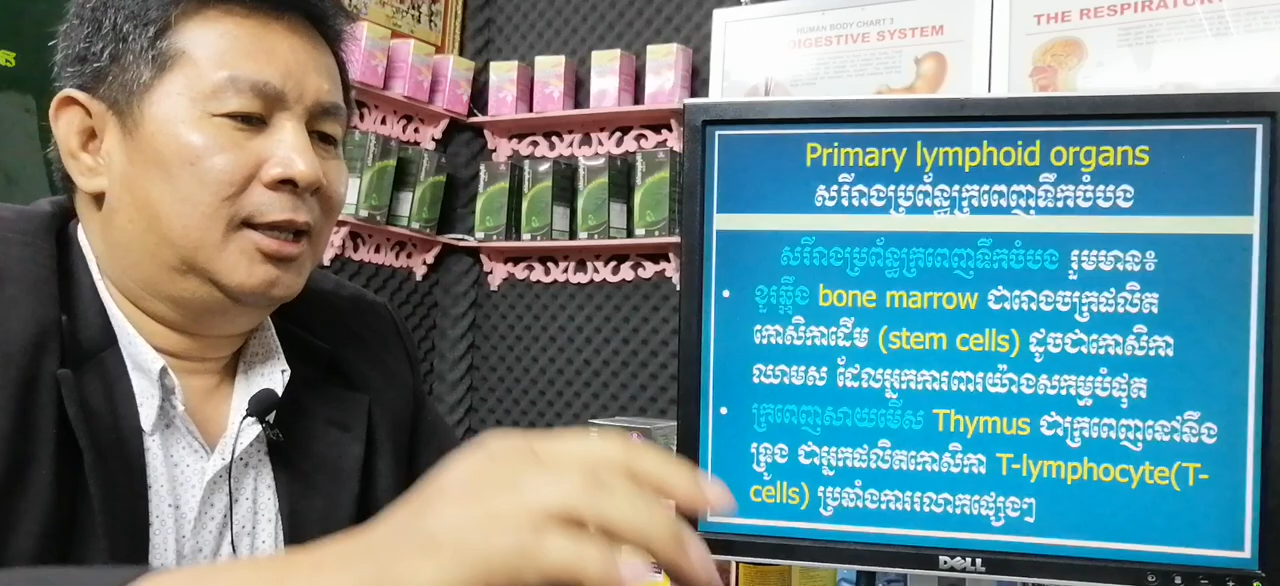 HUMAN BODY CHART 3
DIGESTIVE SYSTEM
THE RESPIRATORY
Primary lymphoid organs
សរីរាង្គប្រព័ន្ធក្រពេញទឹកចំបង
សរីរាង្គប្រព័ន្ធក្រពេញទឹកចំបង រួមមាន៖
• ខួរឆ្អឹង bone marrow ជារោងចក្រផលិត
កោសិកាដើម (stem cells) ដូចជាកោសិកា
ឈាមស ដែលអ្នកការពារយ៉ាងសកម្មបំផុត
• ក្រពេញសាយមើស Thymus ជាក្រពេញនៅនឹង
ទ្រូង ជាអ្នកផលិតកោសិកា T-lymphocyte(T-
cells) ប្រឆាំងការរលាកផ្សេងៗ
DELL